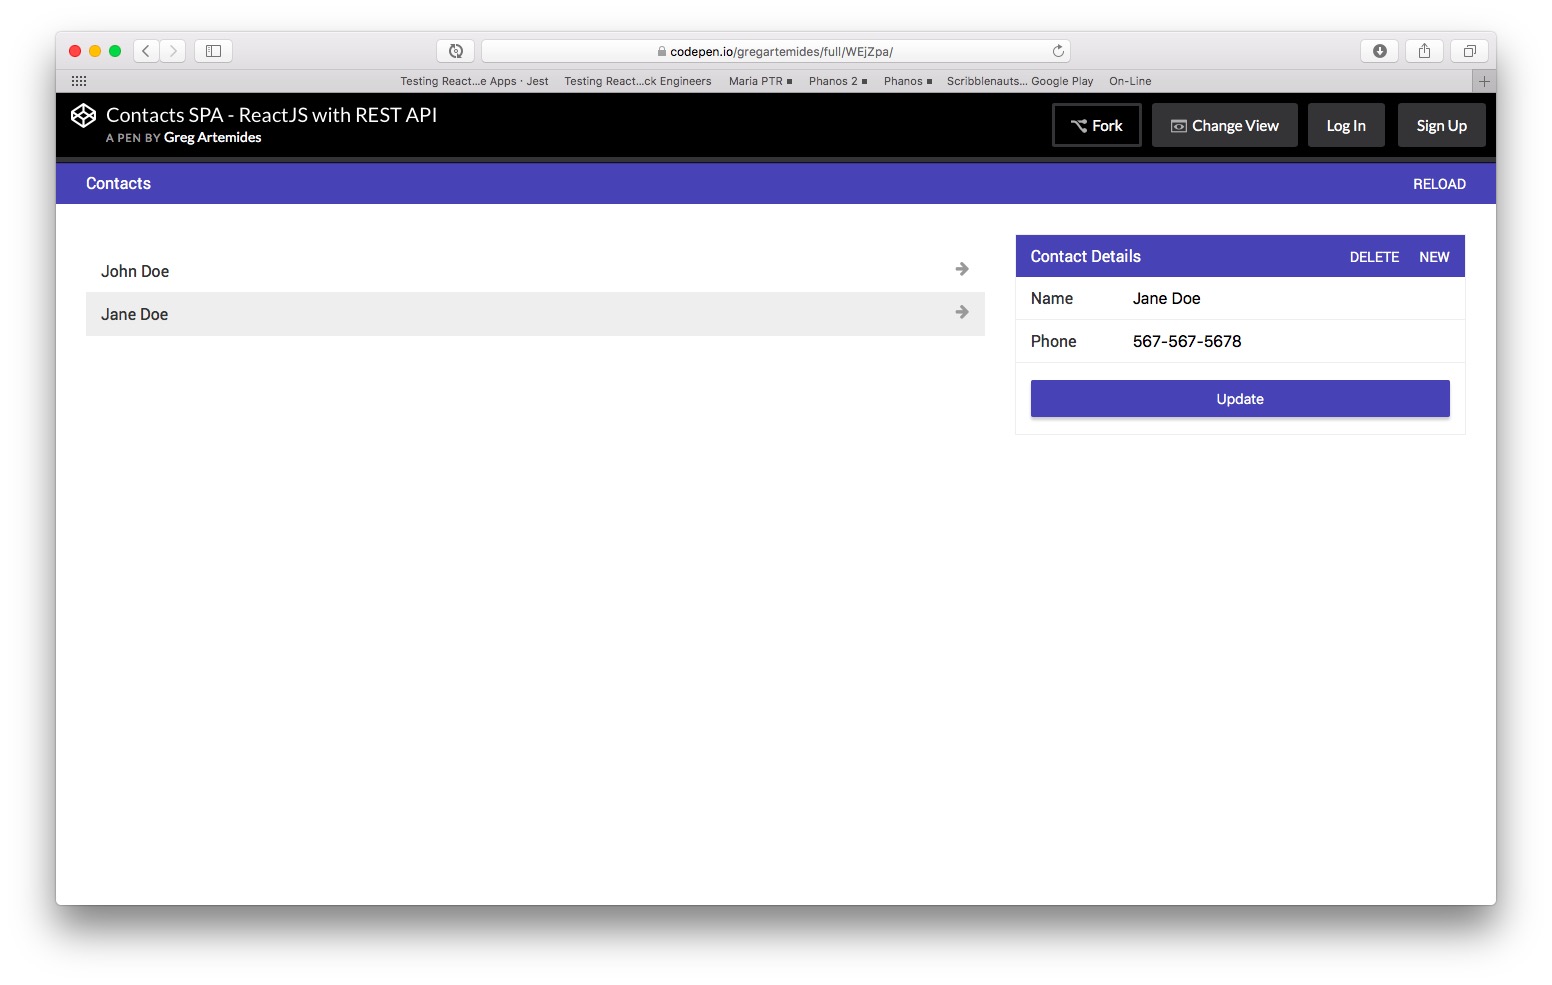 codepen.io/gregartemides/full/WEjZpa/
Testing React...e Apps · Jest Testing React...ck Engineers Maria PTR Phanos 2 Phanos Scribblenauts... Google Play On-Line
Contacts SPA - ReactJS with REST API
A PEN BY Greg Artemides
Fork Change View Log In Sign Up
Contacts RELOAD
John Doe
Jane Doe
Contact Details DELETE NEW
Name Jane Doe
Phone 567-567-5678
Update